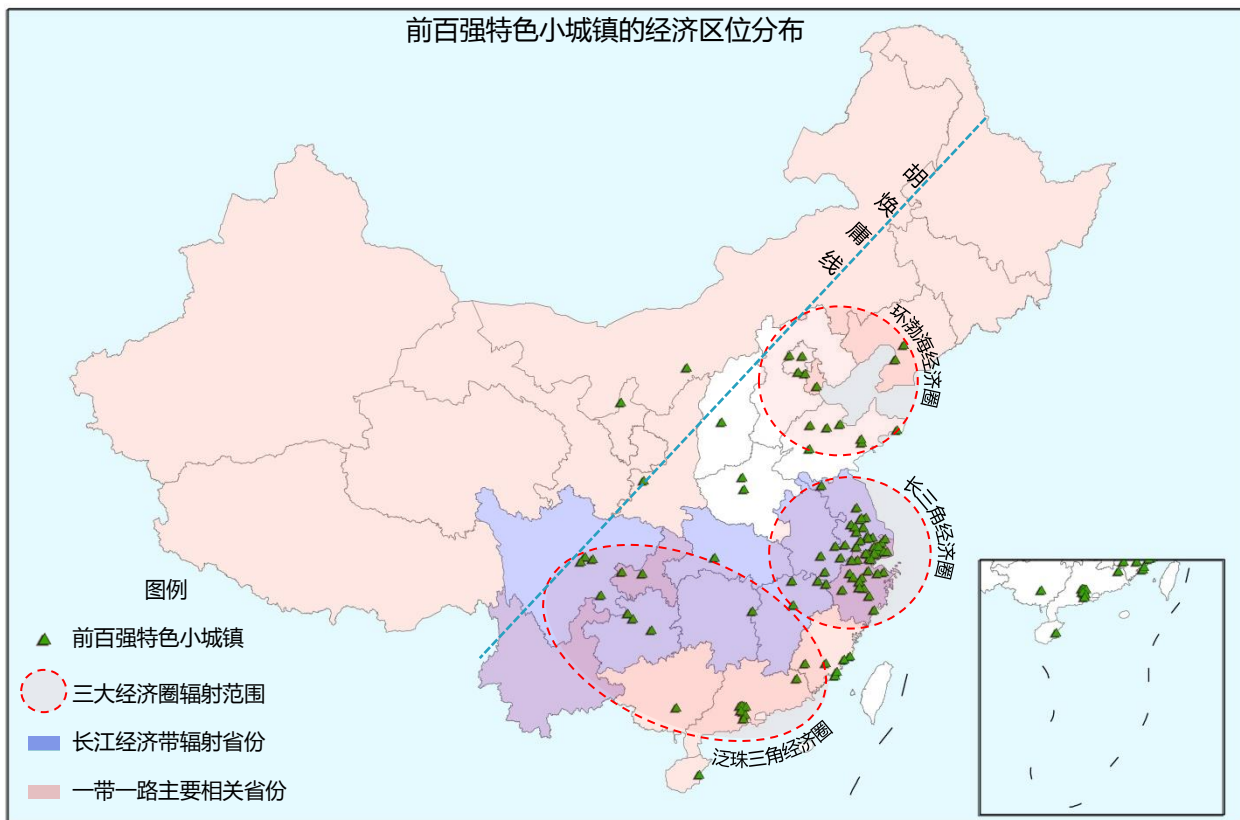 前百强特色小城镇的经济区位分布
胡焕庸线
环渤海经济圈
长三角经济圈
泛珠三角经济圈
图例
前百强特色小城镇
三大经济圈辐射范围
长江经济带辐射省份
一带一路主要相关省份